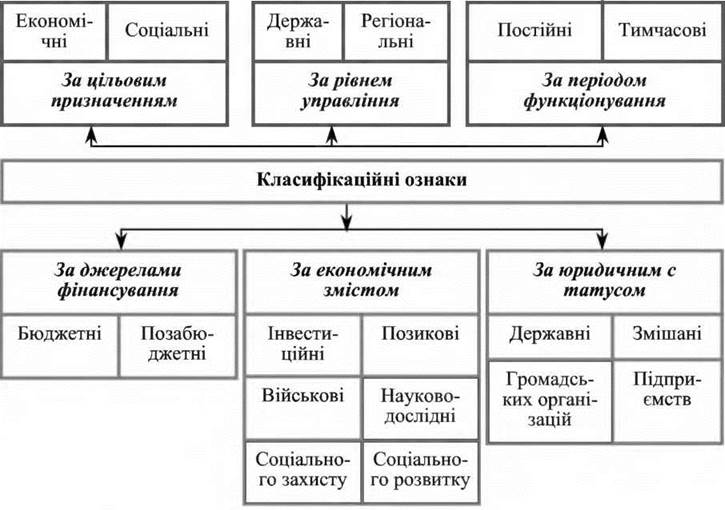 Економі-
чні
Соціальні
За цільовим
призначенням
Держа-
вні
Регіона-
льні
За рівнем
управління
Постійні
Тимчасові
За періодом
функціонування
Класифікаційні ознаки
За джерелами
фінансування
Бюджетні
Позабю-
джетні
За економічним
змістом
Інвести-
ційні
Позикові
Військові
Науково-
дослідні
Соціально-
го захисту
Соціально-
го розвитку
За юридичним с
татусом
Державні
Змішані
Громадсь-
ких органі-
зацій
Підпри-
ємств